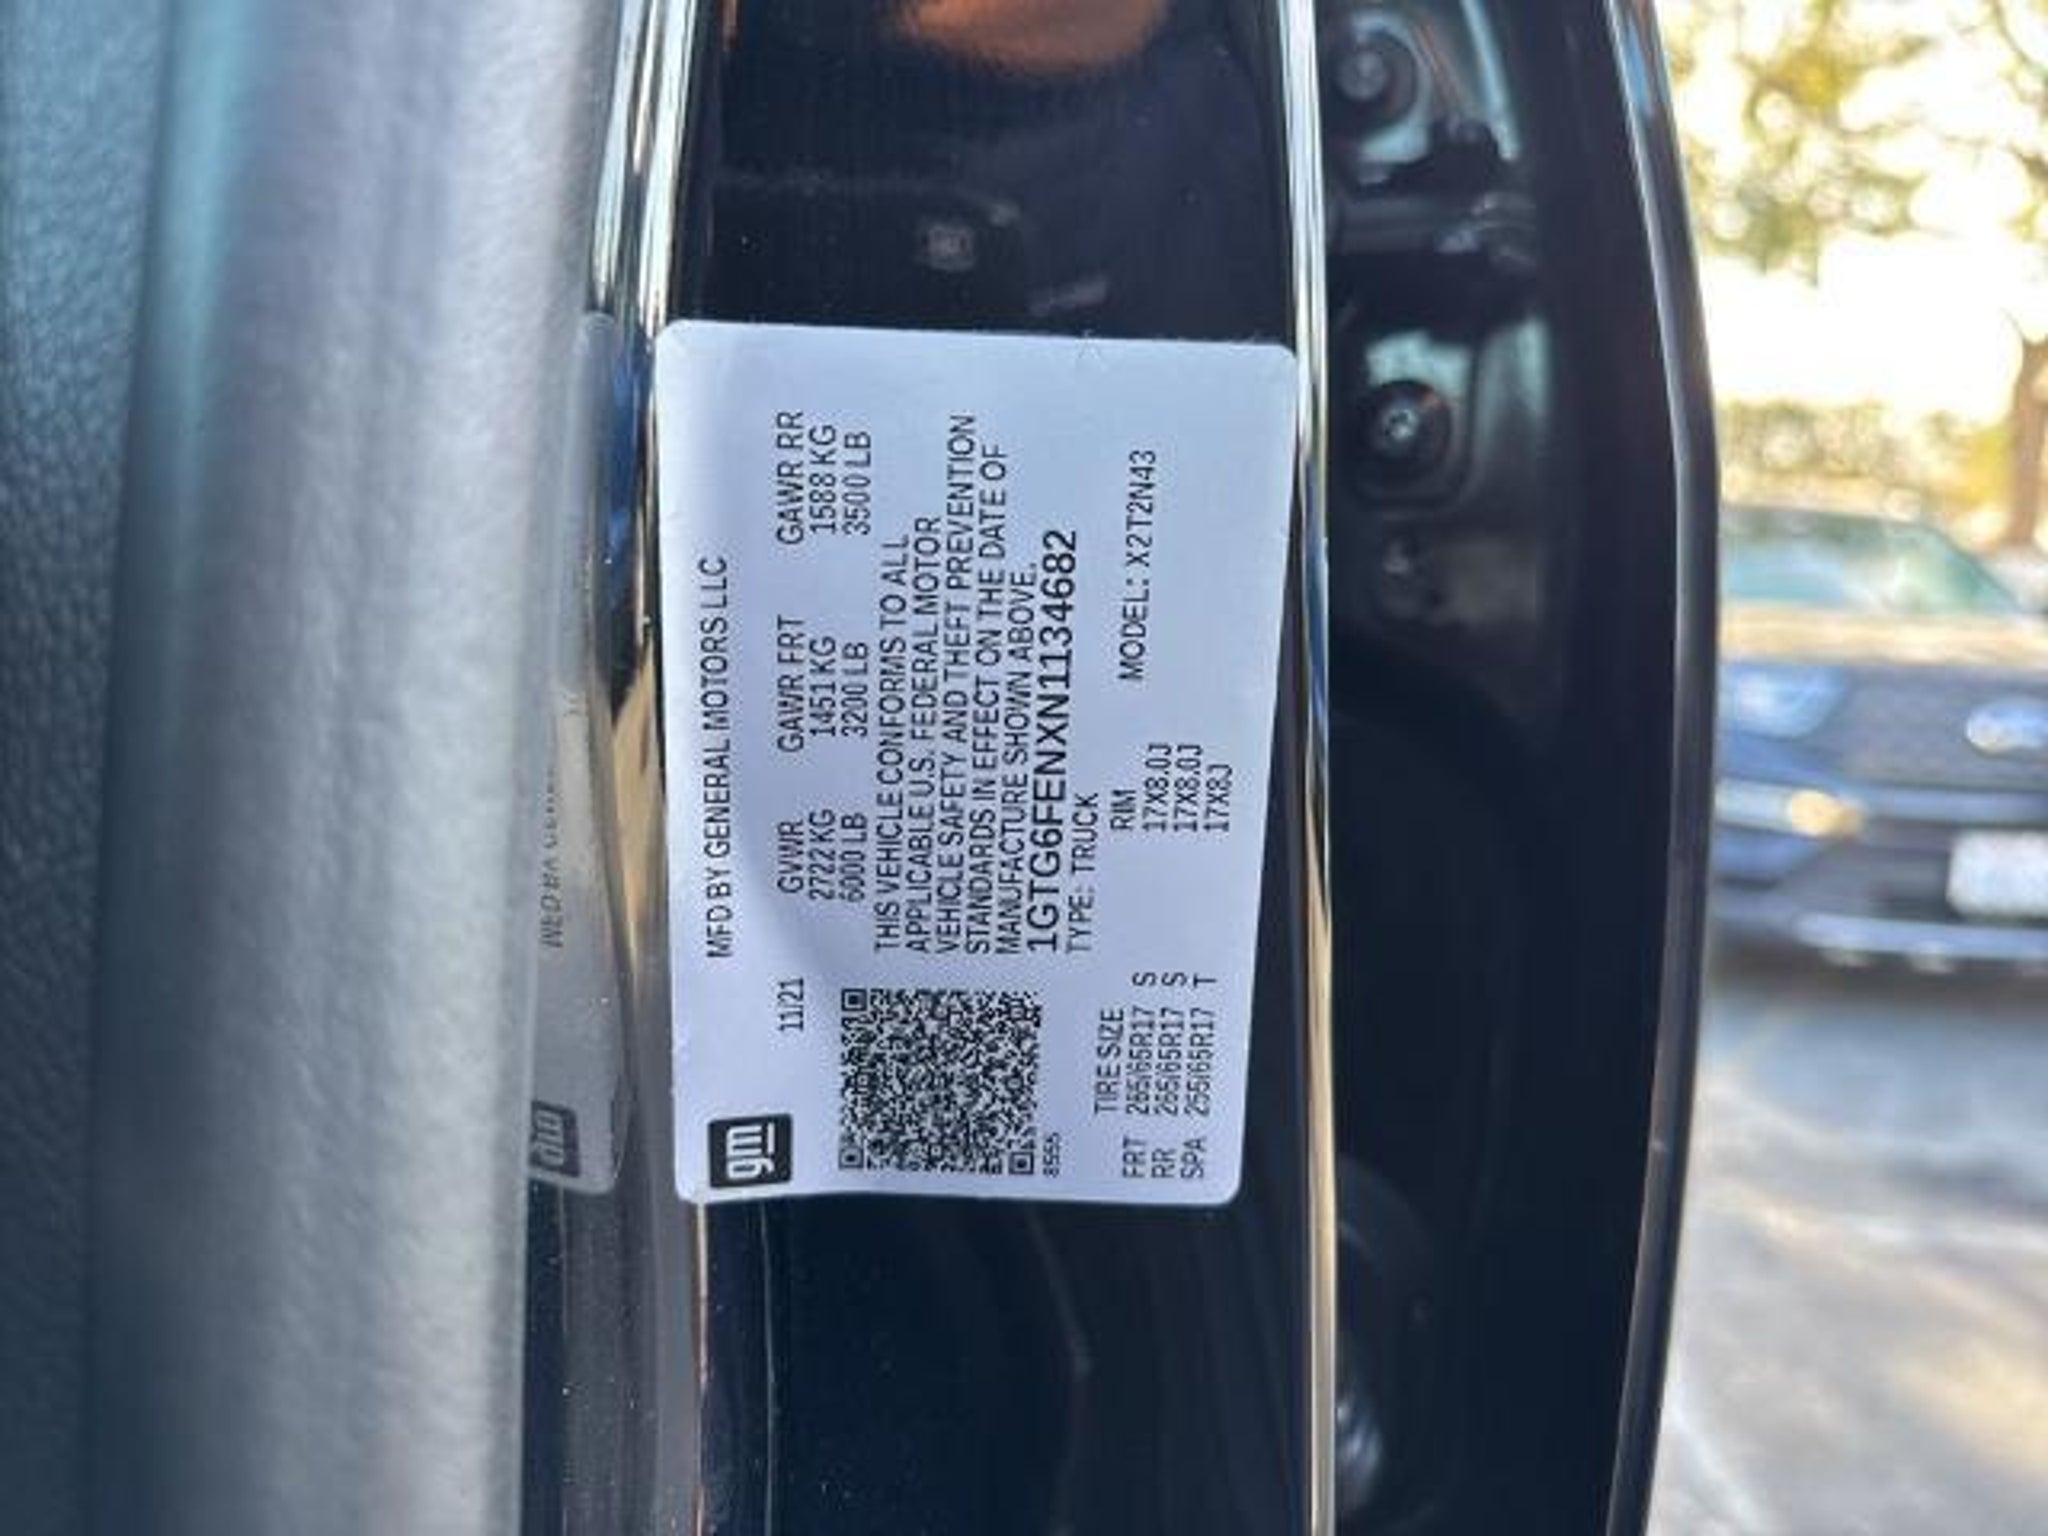 gm
MFD BY GENERAL MOTORS LLC
11/21
GVWR GAWR FRT GAWR RR
2722 KG 1451 KG 1588 KG
6000 LB 3200 LB 3500 LB
THIS VEHICLE CONFORMS TO ALL
APPLICABLE U.S. FEDERAL MOTOR
VEHICLE SAFETY AND THEFT PREVENTION
STANDARDS IN EFFECT ON THE DATE OF
MANUFACTURE SHOWN ABOVE.
1GTG6FENXN1134682
8555
TYPE: TRUCK
TIRE SIZE RIM MODEL: X2T2N43
FRT 265/65R17 S 17X8.0J
RR 265/65R17 S 17X8.0J
SPA 255/65R17 T 17X8J